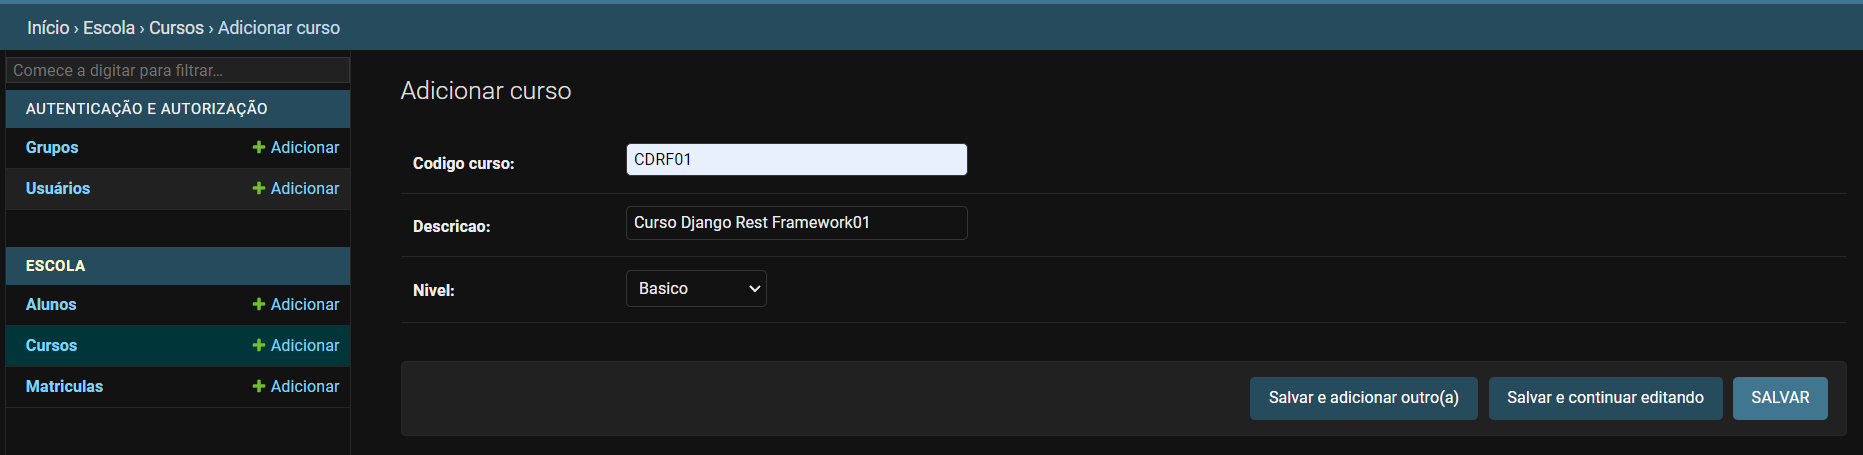 Início › Escola › Cursos › Adicionar curso
Comece a digitar para filtrar...
AUTENTICAÇÃO E AUTORIZAÇÃO
Grupos + Adicionar
Usuários + Adicionar
ESCOLA
Alunos + Adicionar
Cursos + Adicionar
Matriculas + Adicionar
Adicionar curso
Codigo curso: CDRF01
Descricao: Curso Django Rest Framework01
Nivel: Basico
Salvar e adicionar outro(a) Salvar e continuar editando SALVAR